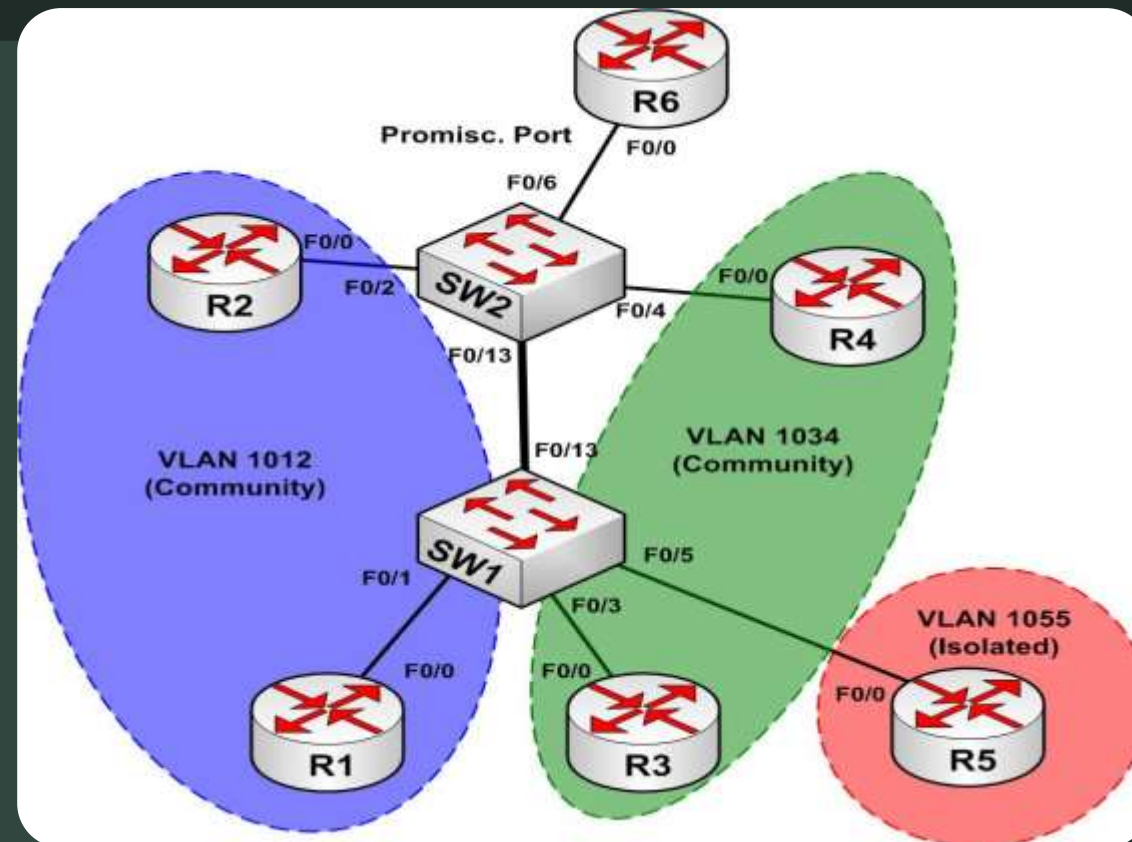 R6
Promisc. Port
F0/0
F0/6
F0/0
F0/2
R2
SW2
F0/0
F0/4
R4
F0/13
F0/13
VLAN 1012
(Community)
VLAN 1034
(Community)
SW1
F0/1
F0/5
F0/3
F0/0
F0/0
R1
R3
VLAN 1055
(Isolated)
F0/0
R5